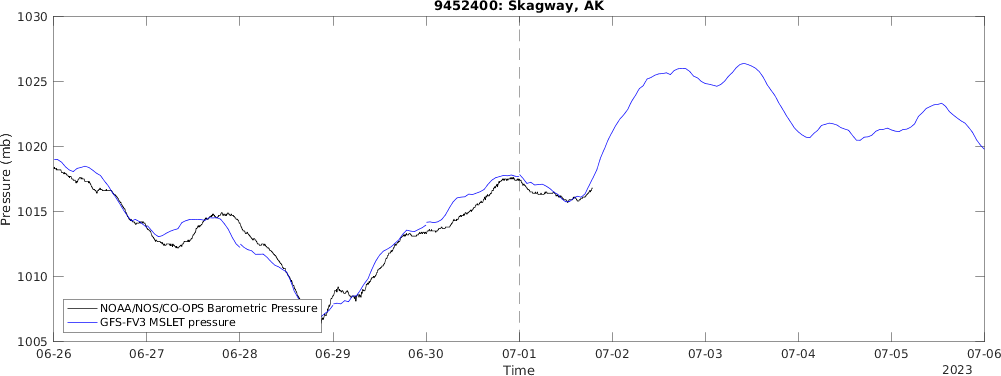 9452400: Skagway, AK
1030
1025
1020
1015
1010
1005
Pressure (mb)
NOAA/NOS/CO-OPS Barometric Pressure
GFS-FV3 MSLET pressure
06-26 06-27 06-28 06-29 06-30 07-01 07-02 07-03 07-04 07-05 07-06
Time
2023